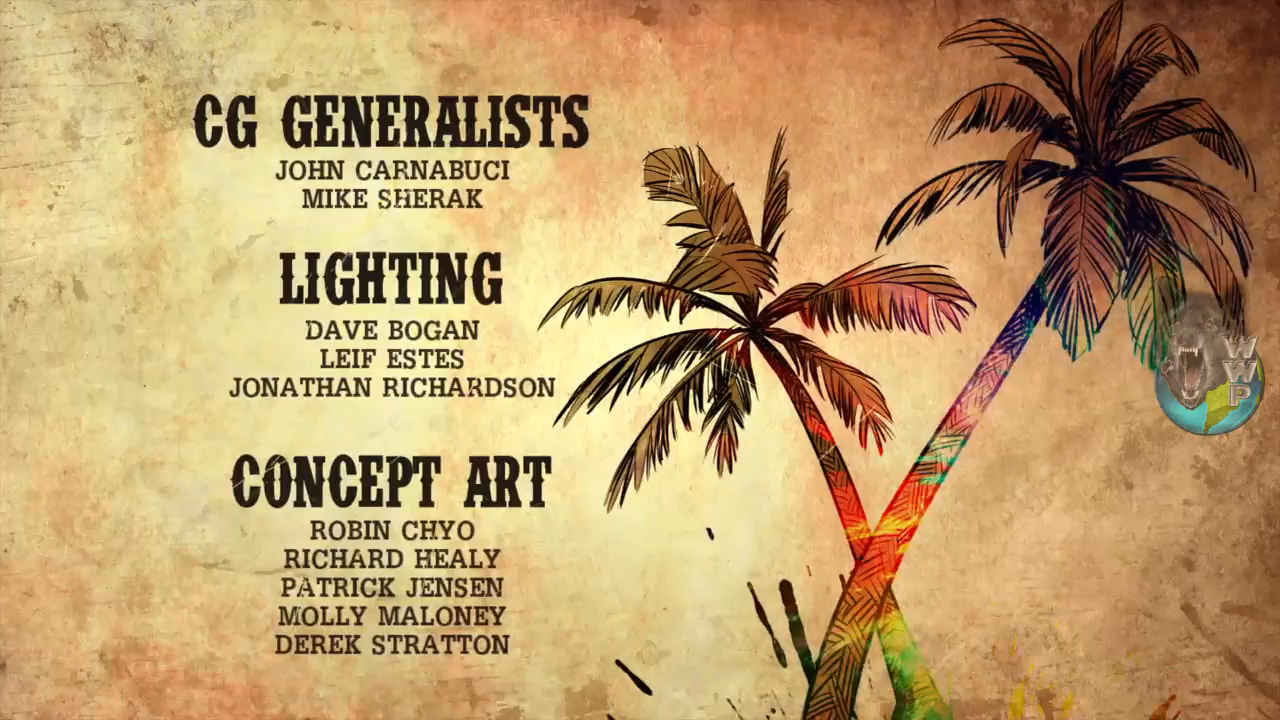 CG GENERALISTS
JOHN CARNABUCI
MIKE SHERAK
LIGHTING
DAVE BOGAN
LEIF ESTES
JONATHAN RICHARDSON
CONCEPT ART
ROBIN CHYO
RICHARD HEALY
PATRICK JENSEN
MOLLY MALONEY
DEREK STRATTON
W
W
P